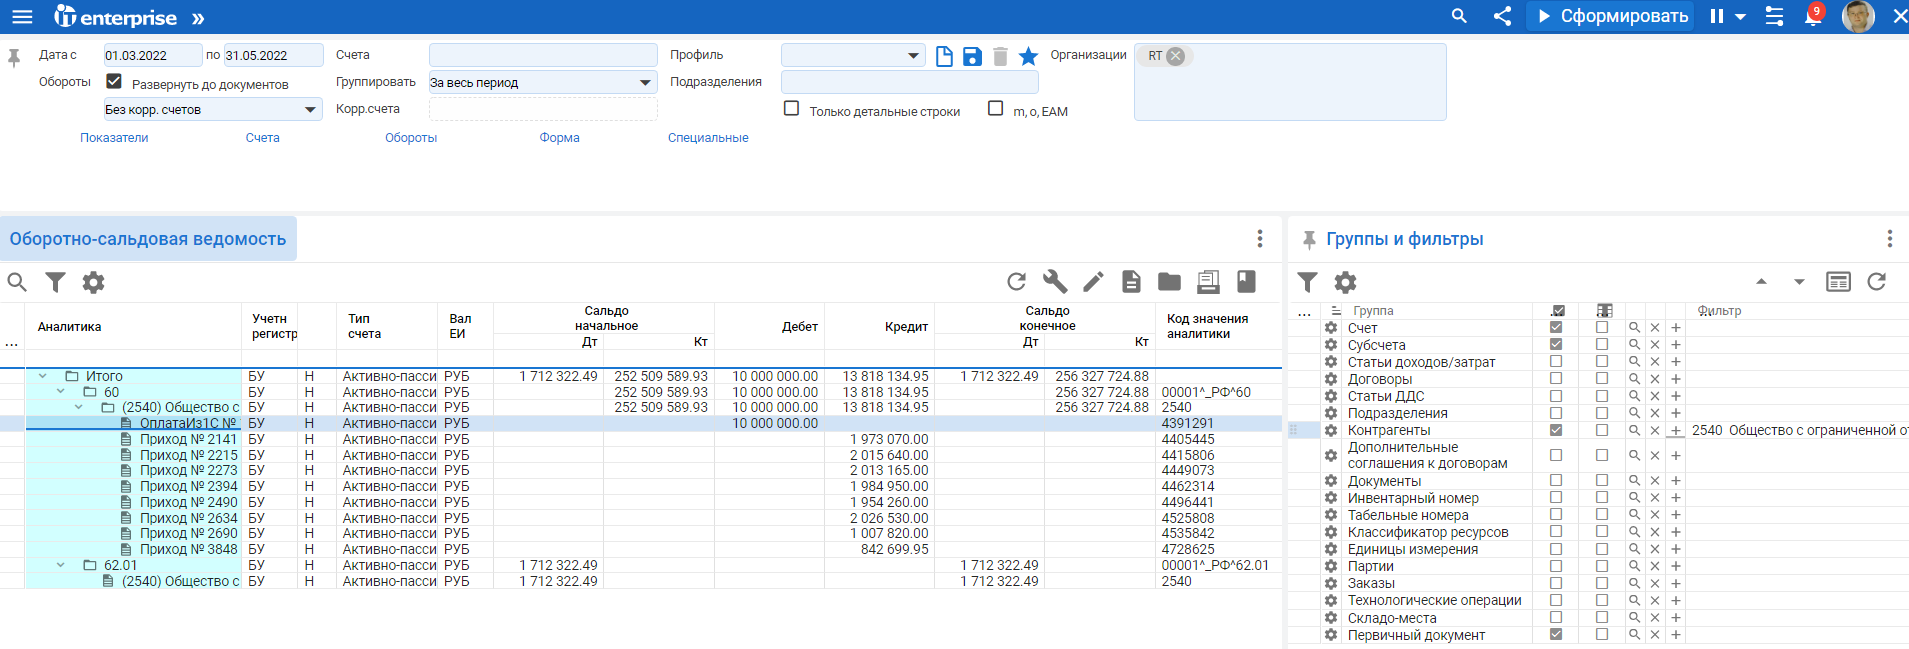 enterprise »
Сформировать
9
Дата с 01.03.2022 по 31.05.2022 Счета Профиль Организации RT
Обороты Развернуть до документов Группировать За весь период Подразделения
Без корр. счетов Корр.счета Только детальные строки m, o, EAM
Показатели Счета Обороты Форма Специальные
Оборотно-сальдовая ведомость
... Аналитика Учетн регистр Тип счета Вал ЕИ Сальдо начальное Дт Кт Дебет Кредит Сальдо конечное Дт Кт Код значения аналитики
Итого БУ Н Активно-пасси РУБ 1 712 322.49 252 509 589.93 10 000 000.00 13 818 134.95 1 712 322.49 256 327 724.88
60 БУ Н Активно-пасси РУБ 252 509 589.93 10 000 000.00 13 818 134.95 256 327 724.88 00001^_РФ^60
(2540) Общество с БУ Н Активно-пасси РУБ 252 509 589.93 10 000 000.00 13 818 134.95 256 327 724.88 2540
ОплатаИз1С № БУ Н Активно-пасси РУБ 10 000 000.00 4391291
Приход № 2141 БУ Н Активно-пасси РУБ 1 973 070.00 4405445
Приход № 2215 БУ Н Активно-пасси РУБ 2 015 640.00 4415806
Приход № 2273 БУ Н Активно-пасси РУБ 2 013 165.00 4449073
Приход № 2394 БУ Н Активно-пасси РУБ 1 984 950.00 4462314
Приход № 2490 БУ Н Активно-пасси РУБ 1 954 260.00 4496441
Приход № 2634 БУ Н Активно-пасси РУБ 2 026 530.00 4525808
Приход № 2690 БУ Н Активно-пасси РУБ 1 007 820.00 4535842
Приход № 3848 БУ Н Активно-пасси РУБ 842 699.95 4728625
62.01 БУ Н Активно-пасси РУБ 1 712 322.49 1 712 322.49 00001^_РФ^62.01
(2540) Общество с БУ Н Активно-пасси РУБ 1 712 322.49 1 712 322.49 2540
Группы и фильтры
... Группа Фильтр
Счет
Субсчета
Статьи доходов/затрат
Договоры
Статьи ДДС
Подразделения
Контрагенты 2540 Общество с ограниченной от
Дополнительные
соглашения к договорам
Документы
Инвентарный номер
Табельные номера
Классификатор ресурсов
Единицы измерения
Партии
Заказы
Технологические операции
Складо-места
Первичный документ